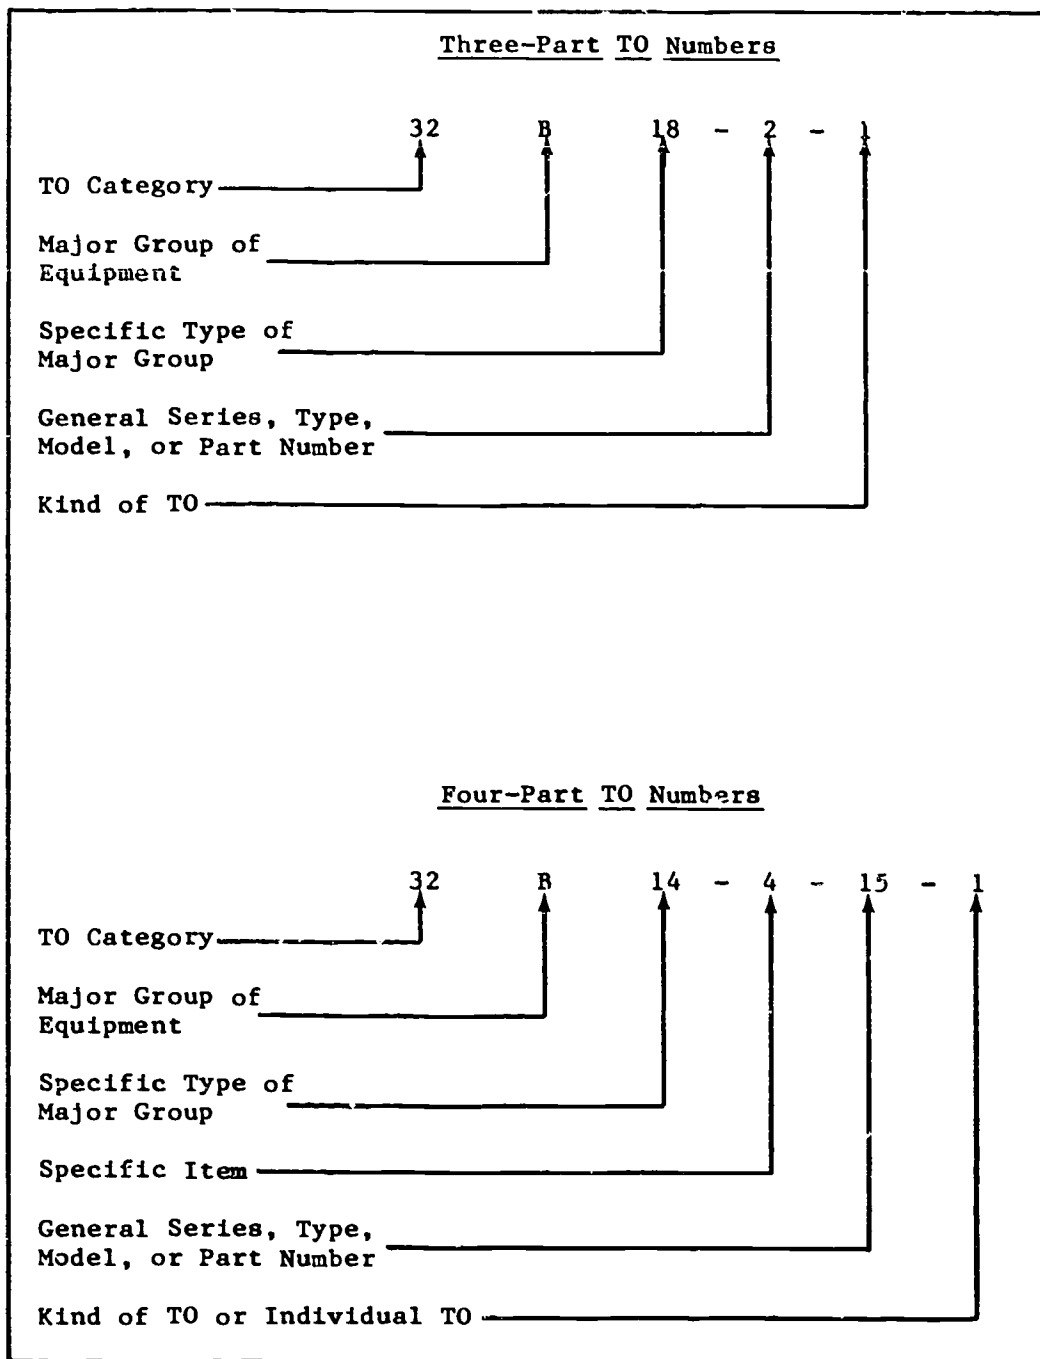 Three-Part TO Numbers
32 B 18 - 2 - 1
TO Category
Major Group of
Equipment
Specific Type of
Major Group
General Series, Type,
Model, or Part Number
Kind of TO
Four-Part TO Numbers
32 B 14 - 4 - 15 - 1
TO Category
Major Group of
Equipment
Specific Type of
Major Group
Specific Item
General Series, Type,
Model, or Part Number
Kind of TO or Individual TO